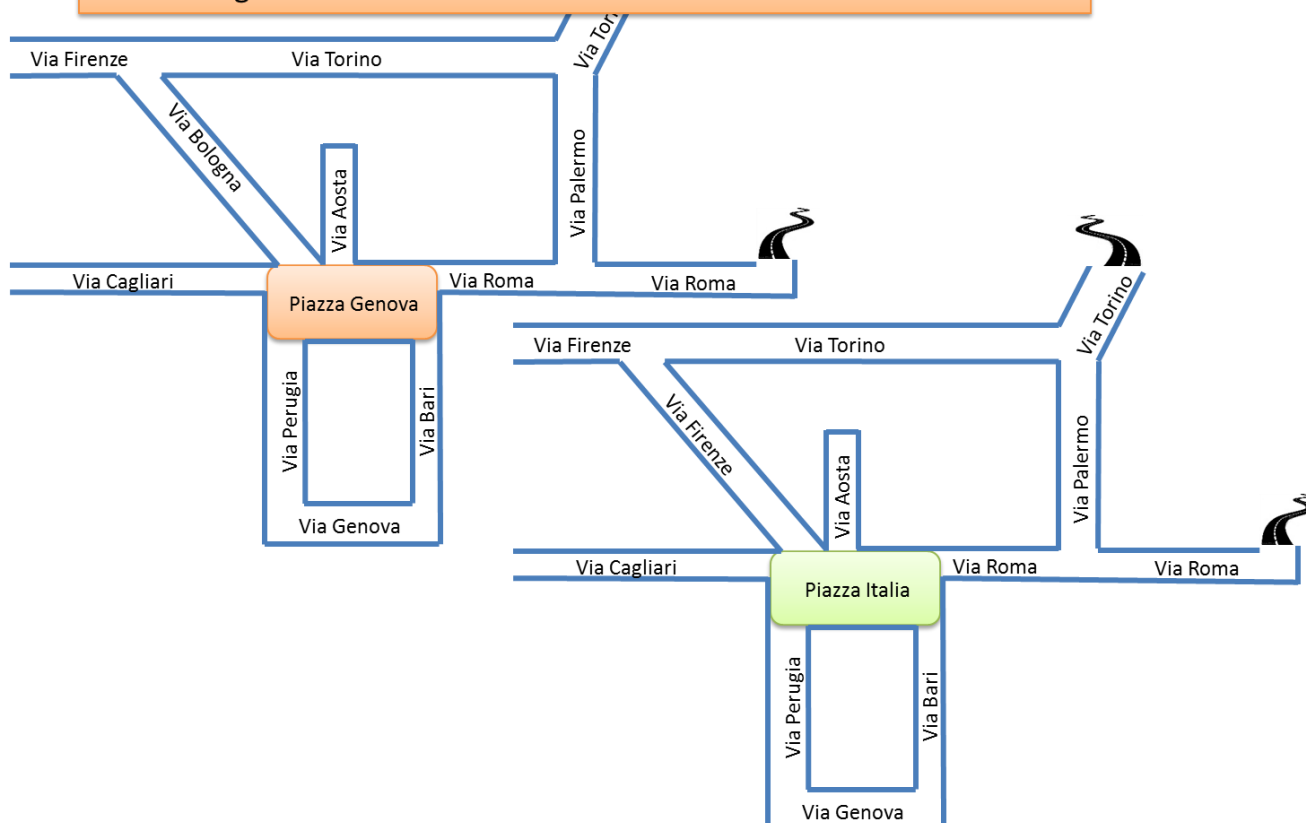 Via Firenze
Via Torino
Via Bologna
Via Aosta
Via Palermo
Via Cagliari
Piazza Genova
Via Roma
Via Roma
Via Perugia
Via Bari
Via Genova
Via Firenze
Via Torino
Via Torino
Via Firenze
Via Aosta
Via Palermo
Via Cagliari
Piazza Italia
Via Roma
Via Roma
Via Perugia
Via Bari
Via Genova